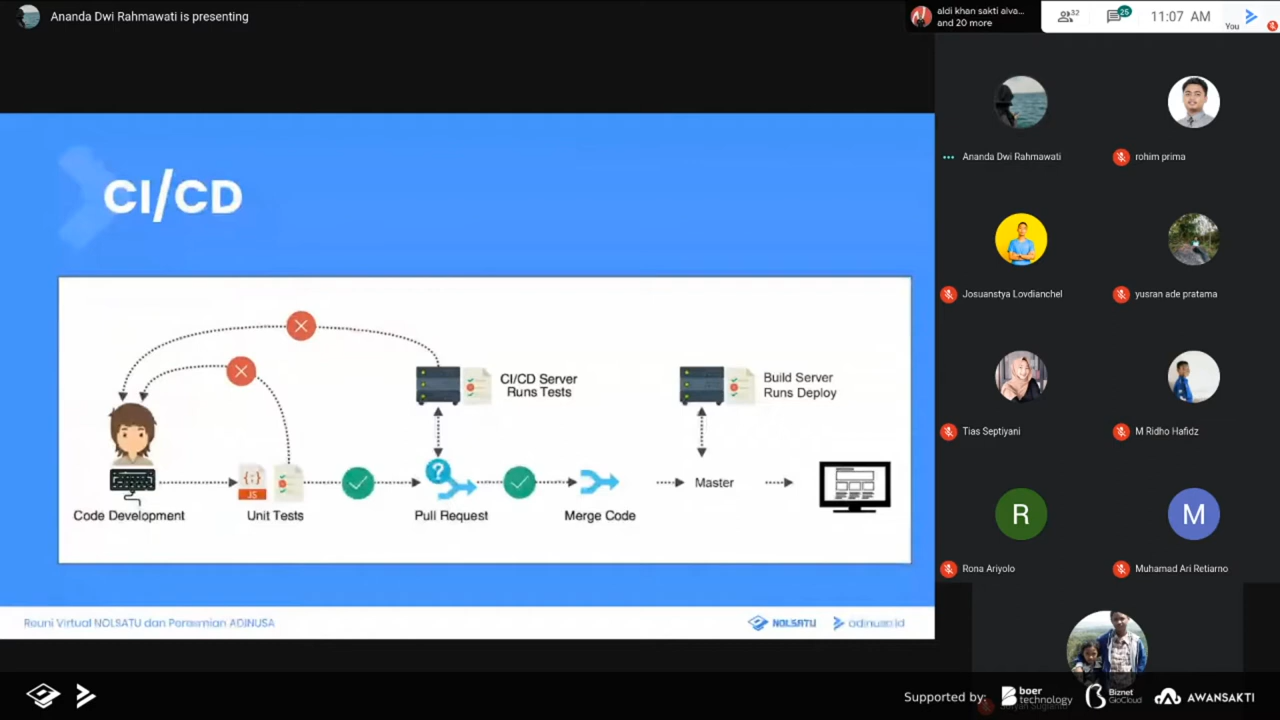 Ananda Dwi Rahmawati is presenting
aldi khan sakti aiva...
and 20 more
32
25
11:07 AM
You
CI/CD
CI/CD Server
Runs Tests
Build Server
Runs Deploy
JS
Master
Code Development
Unit Tests
Pull Request
Merge Code
Reuni Virtual NOLSATU dan Peresmian ADINUSA
NOLSATU
adinusa.id
Ananda Dwi Rahmawati
rohim prima
Josuanstya Lovdianchel
yusran ade pratama
Tias Septiyani
M Ridho Hafidz
R
M
Rona Ariyolo
Muhamad Ari Retiarno
Supported by:
boer
technology
Biznet
GioCloud
AWANSAKTI